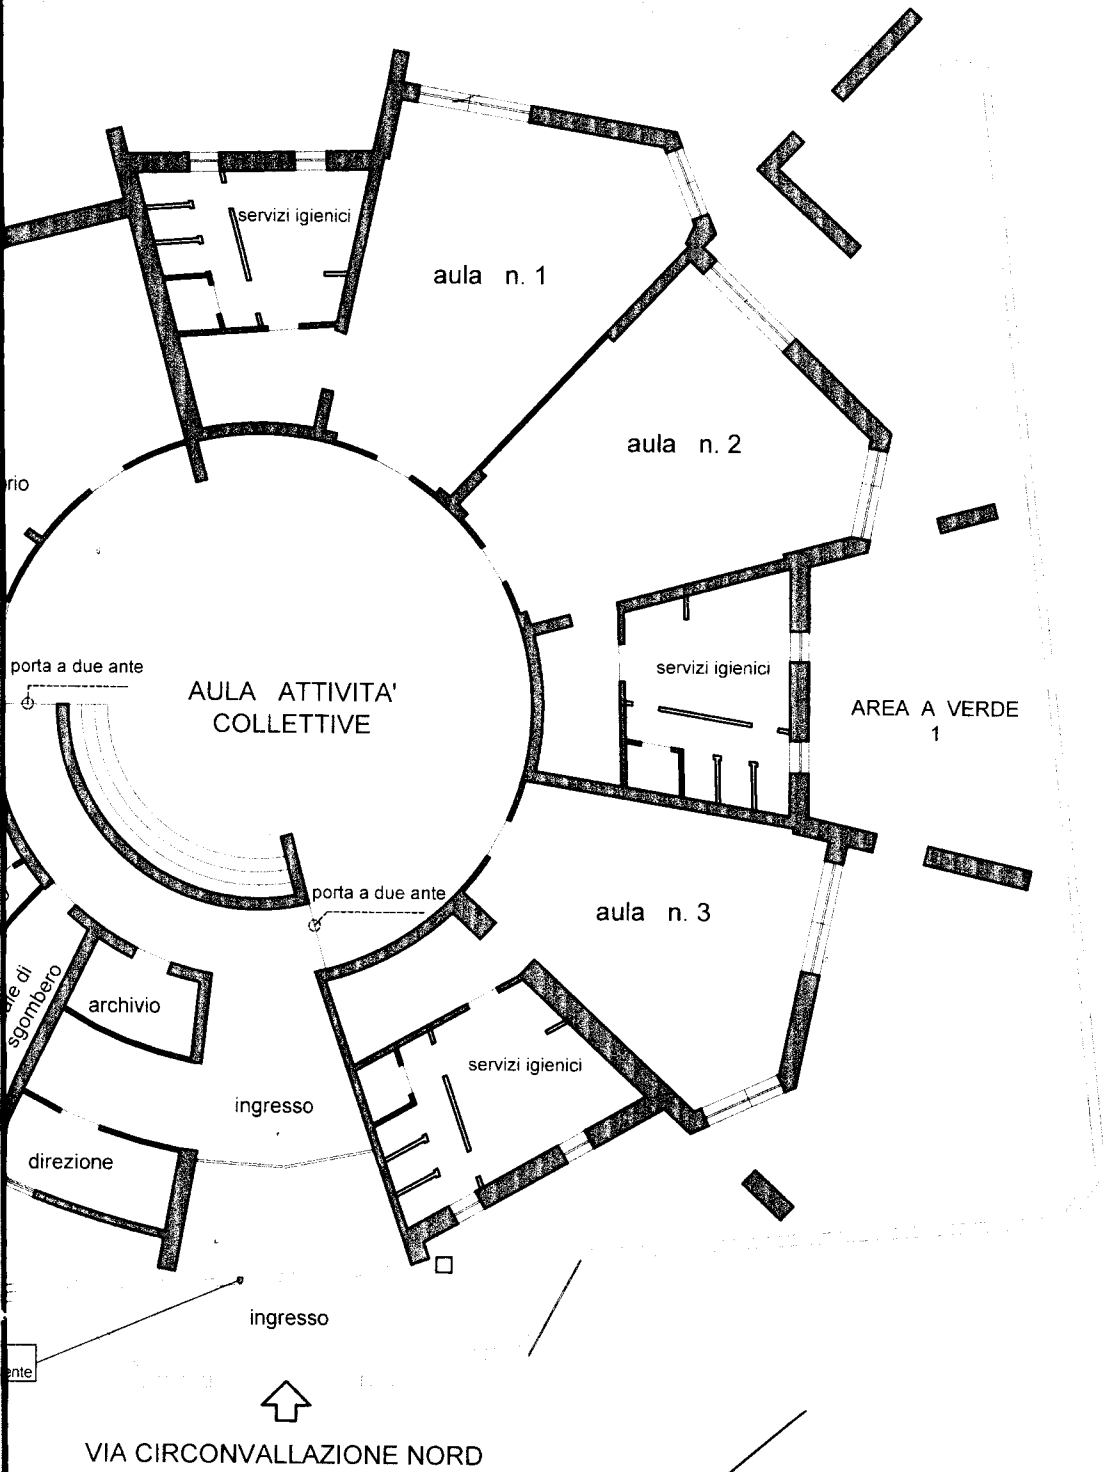 servizi igienici
aula n. 1
aula n. 2
porta a due ante
servizi igienici
AULA ATTIVITA'
COLLETTIVE
AREA A VERDE
1
porta a due ante
aula n. 3
di
sgombero
archivio
servizi igienici
ingresso
direzione
ingresso
VIA CIRCONVALLAZIONE NORD